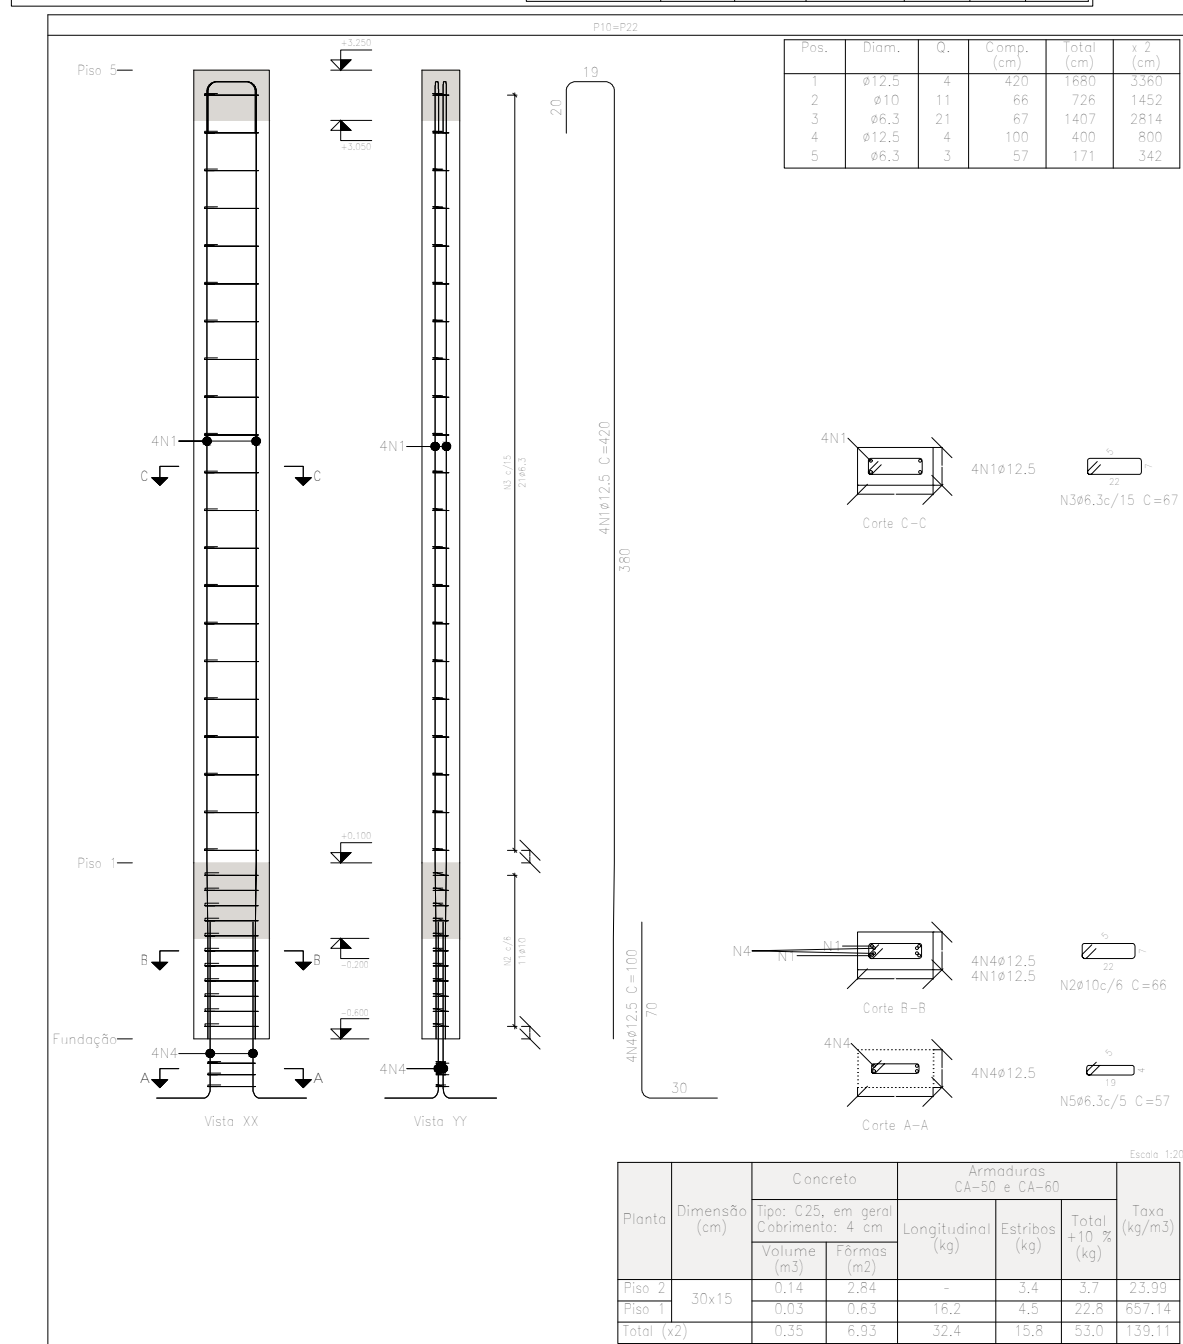 P10=P22
Pos. Diam. Q. Comp. (cm) Total (cm) x 2 (cm)
1 ø12.5 4 420 1680 3360
2 ø10 11 66 726 1452
3 ø6.3 21 67 1407 2814
4 ø12.5 4 100 400 800
5 ø6.3 3 57 171 342
Piso 5
+3.250
+3.050
19
20
4N1
4N1
C
C
N3 c/15
21ø6.3
4N1ø12.5 C=420
380
4N1
4N1ø12.5
Corte C-C
5
7
22
N3ø6.3c/15 C=67
Piso 1
+0.100
-0.200
B
B
N2 c/6
11ø10
4N4ø12.5 C=100
70
30
N4
N1
N1
4N4ø12.5
4N1ø12.5
Corte B-B
5
7
22
N2ø10c/6 C=66
Fundação
-0.600
4N4
4N4
A
A
Vista XX
Vista YY
4N4
4N4ø12.5
Corte A-A
5
4
19
N5ø6.3c/5 C=57
Escala 1:20
Planta
Dimensão (cm)
Concreto
Tipo: C25, em geral
Cobrimento: 4 cm
Volume (m3)
Fôrmas (m2)
Armaduras
CA-50 e CA-60
Longitudinal (kg)
Estribos (kg)
Total +10 % (kg)
Taxa (kg/m3)
Piso 2 30x15 0.14 2.84 - 3.4 3.7 23.99
Piso 1 0.03 0.63 16.2 4.5 22.8 657.14
Total (x2) 0.35 6.93 32.4 15.8 53.0 139.11